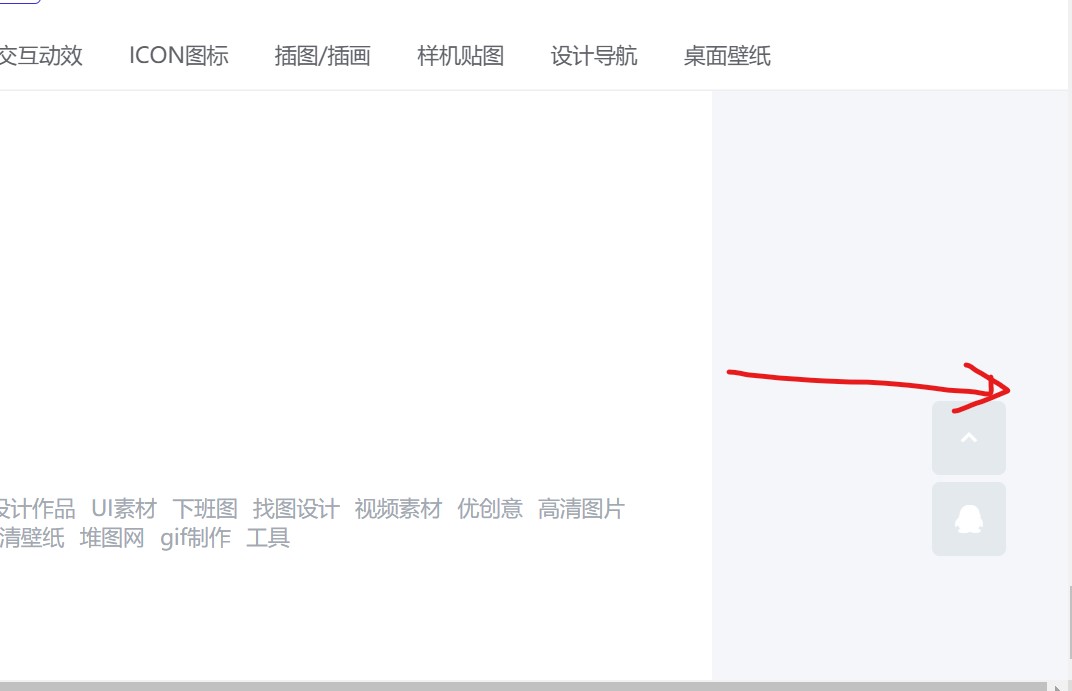 交互动效 ICON图标 插图/插画 样机贴图 设计导航 桌面壁纸
设计作品 UI素材 下班图 找图设计 视频素材 优创意 高清图片
清壁纸 堆图网 gif制作 工具